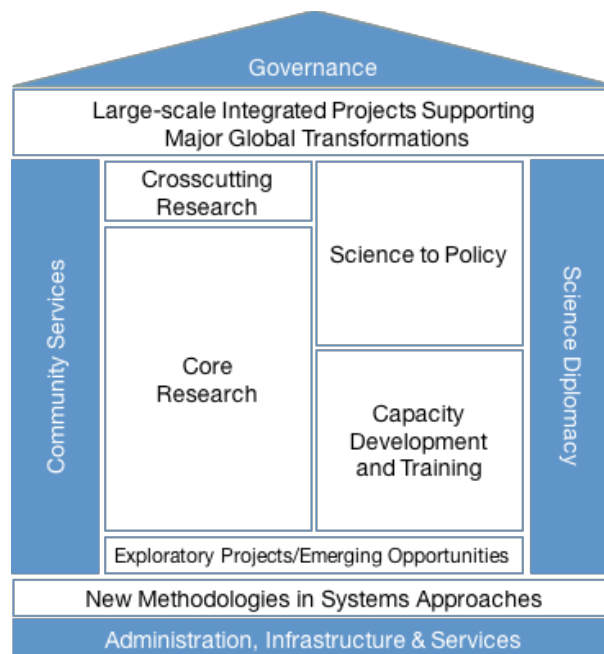 Governance
Large-scale Integrated Projects Supporting
Major Global Transformations
Community Services
Crosscutting
Research
Science to Policy
Science Diplomacy
Core
Research
Capacity
Development
and Training
Exploratory Projects/Emerging Opportunities
New Methodologies in Systems Approaches
Administration, Infrastructure & Services